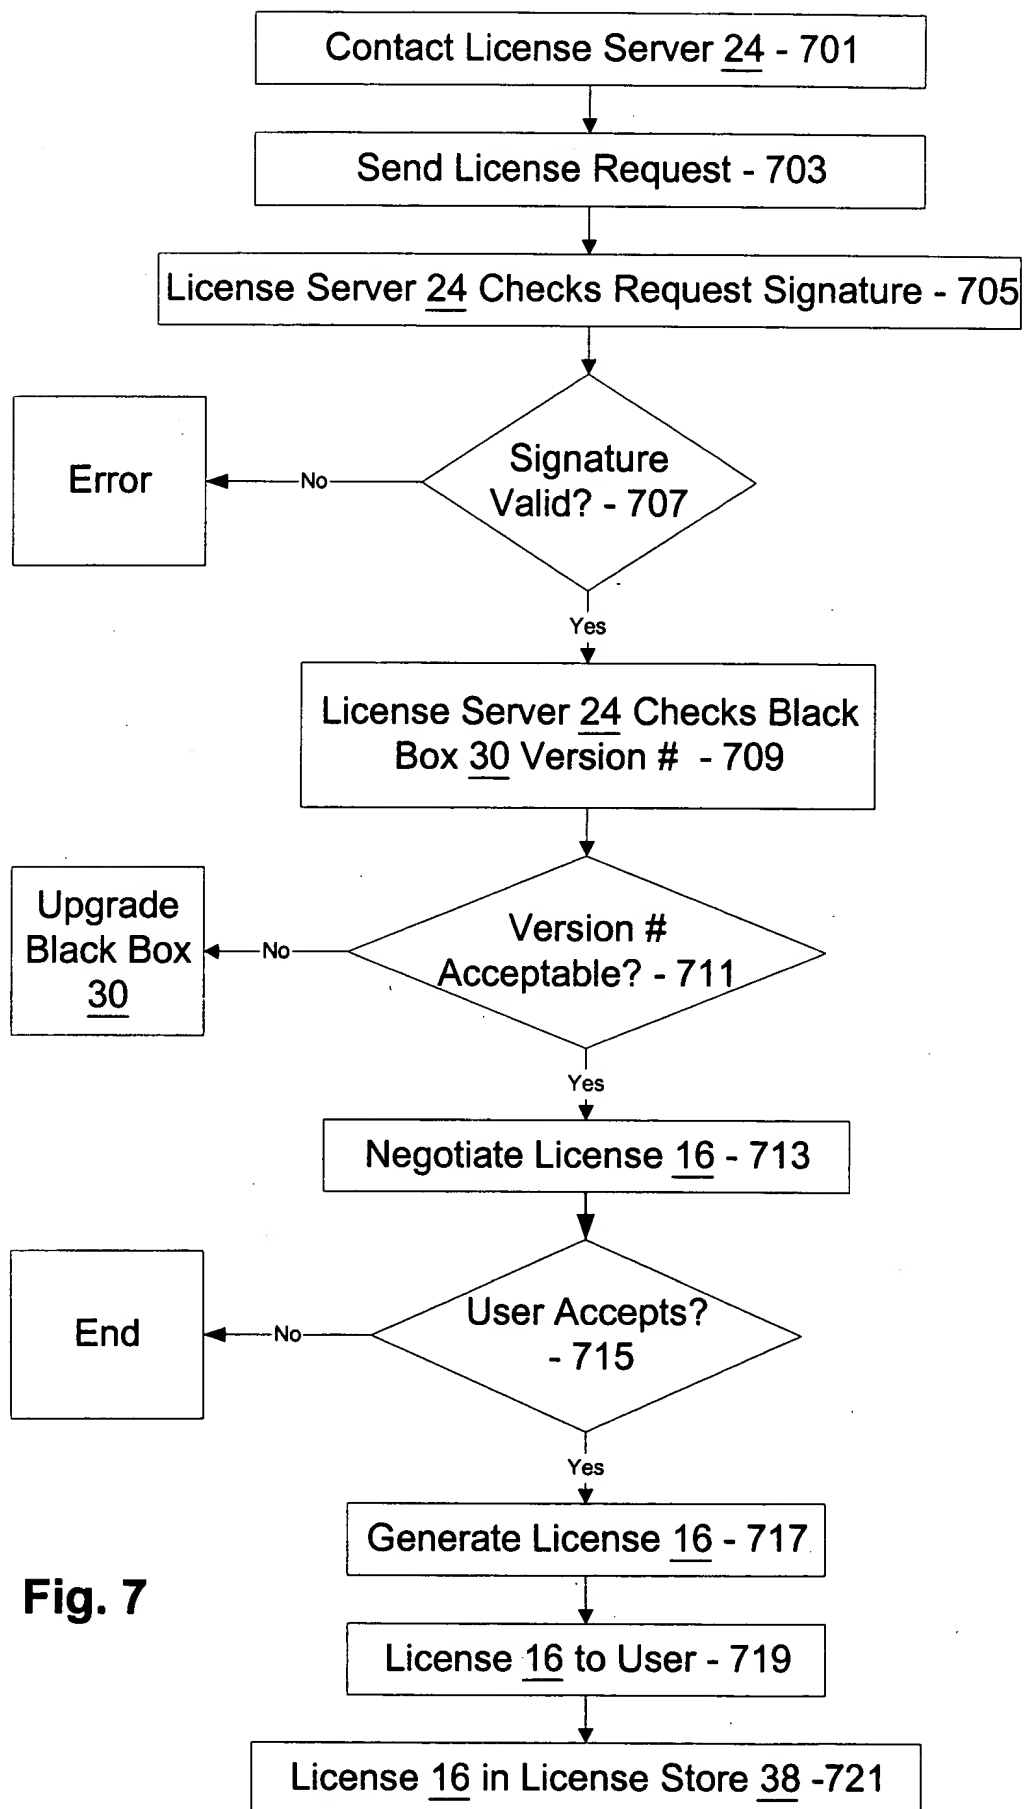 Contact License Server 24 - 701
Send License Request - 703
License Server 24 Checks Request Signature - 705
Signature
Valid? - 707
No
Error
Yes
License Server 24 Checks Black
Box 30 Version # - 709
Version #
Acceptable? - 711
No
Upgrade
Black Box
30
Yes
Negotiate License 16 - 713
User Accepts?
- 715
No
End
Yes
Generate License 16 - 717
Fig. 7
License 16 to User - 719
License 16 in License Store 38 -721